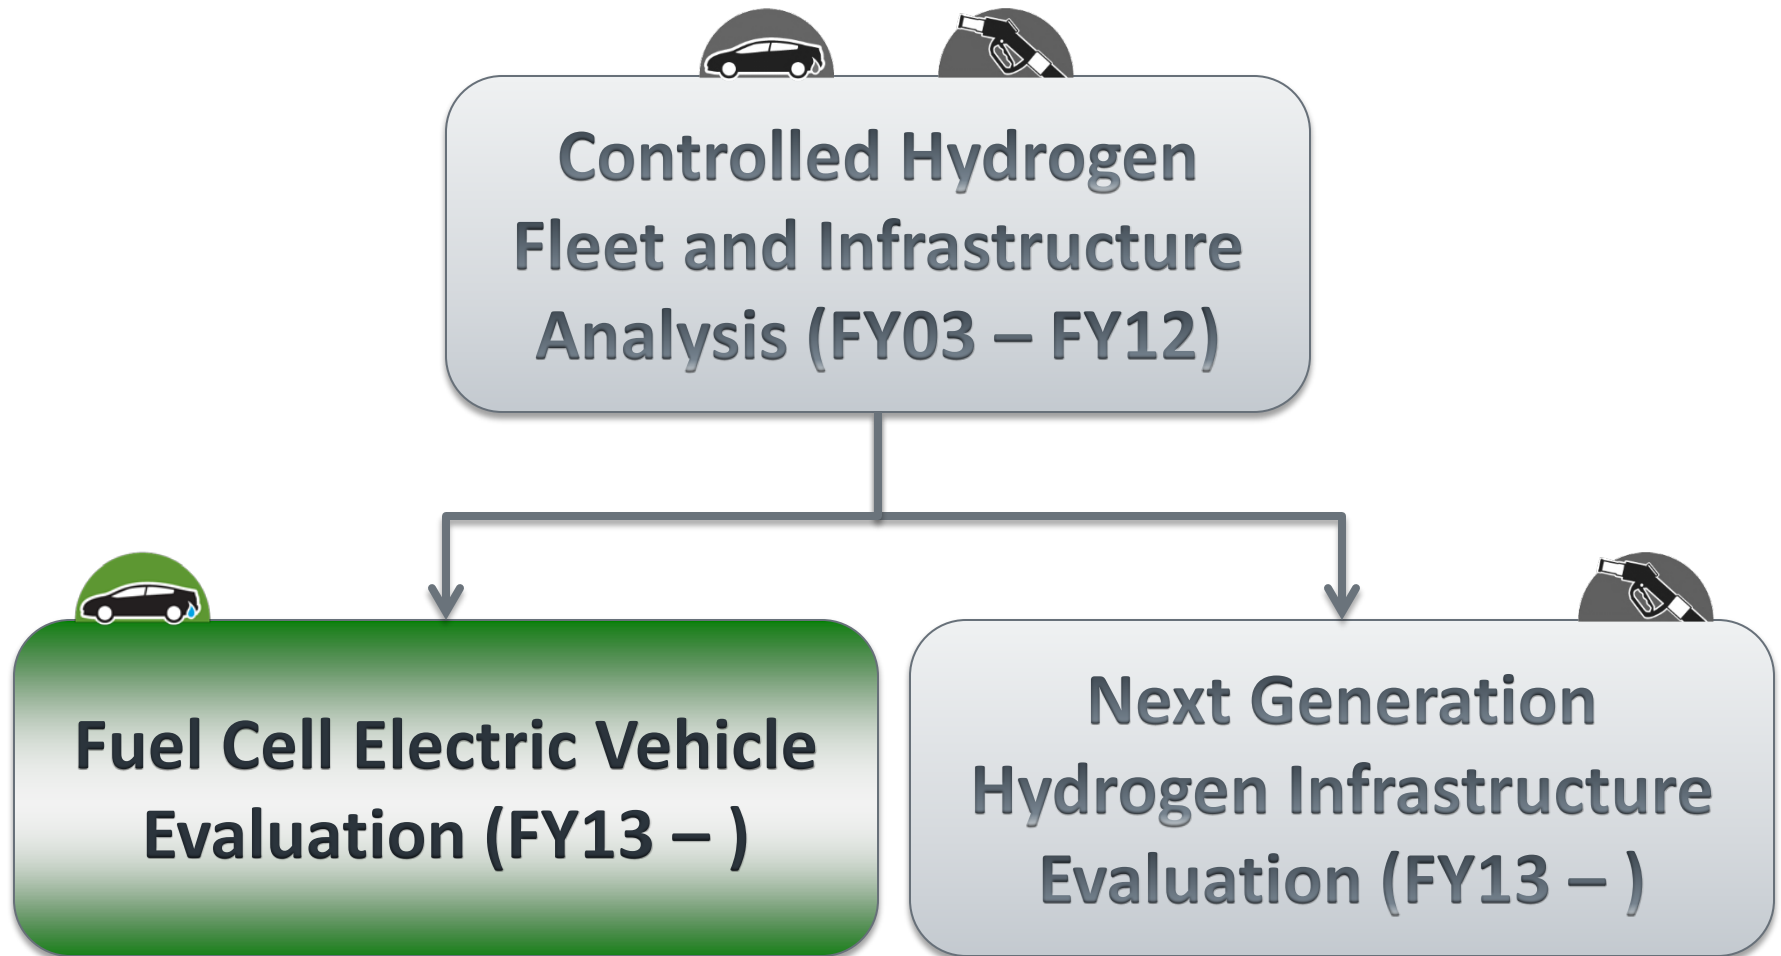 Controlled Hydrogen
Fleet and Infrastructure
Analysis (FY03 – FY12)
Fuel Cell Electric Vehicle
Evaluation (FY13 – )
Next Generation
Hydrogen Infrastructure
Evaluation (FY13 – )